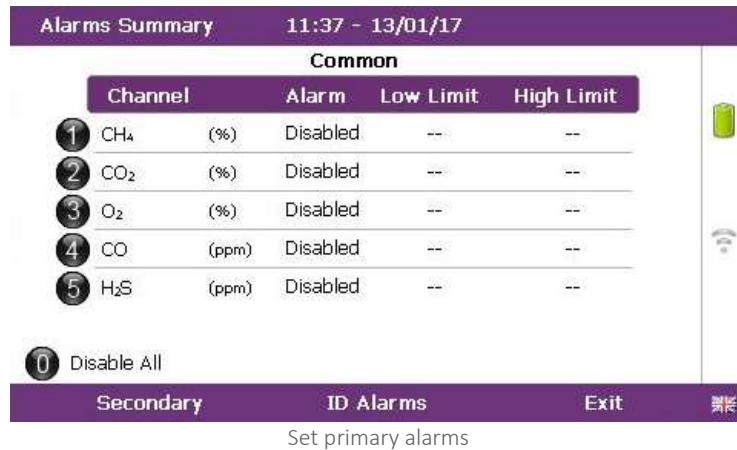 Alarms Summary 11:37 - 13/01/17
Common
Channel Alarm Low Limit High Limit
1 CH₄ (%) Disabled -- --
2 CO₂ (%) Disabled -- --
3 O₂ (%) Disabled -- --
4 CO (ppm) Disabled -- --
5 H₂S (ppm) Disabled -- --
0 Disable All
Secondary ID Alarms Exit
Set primary alarms